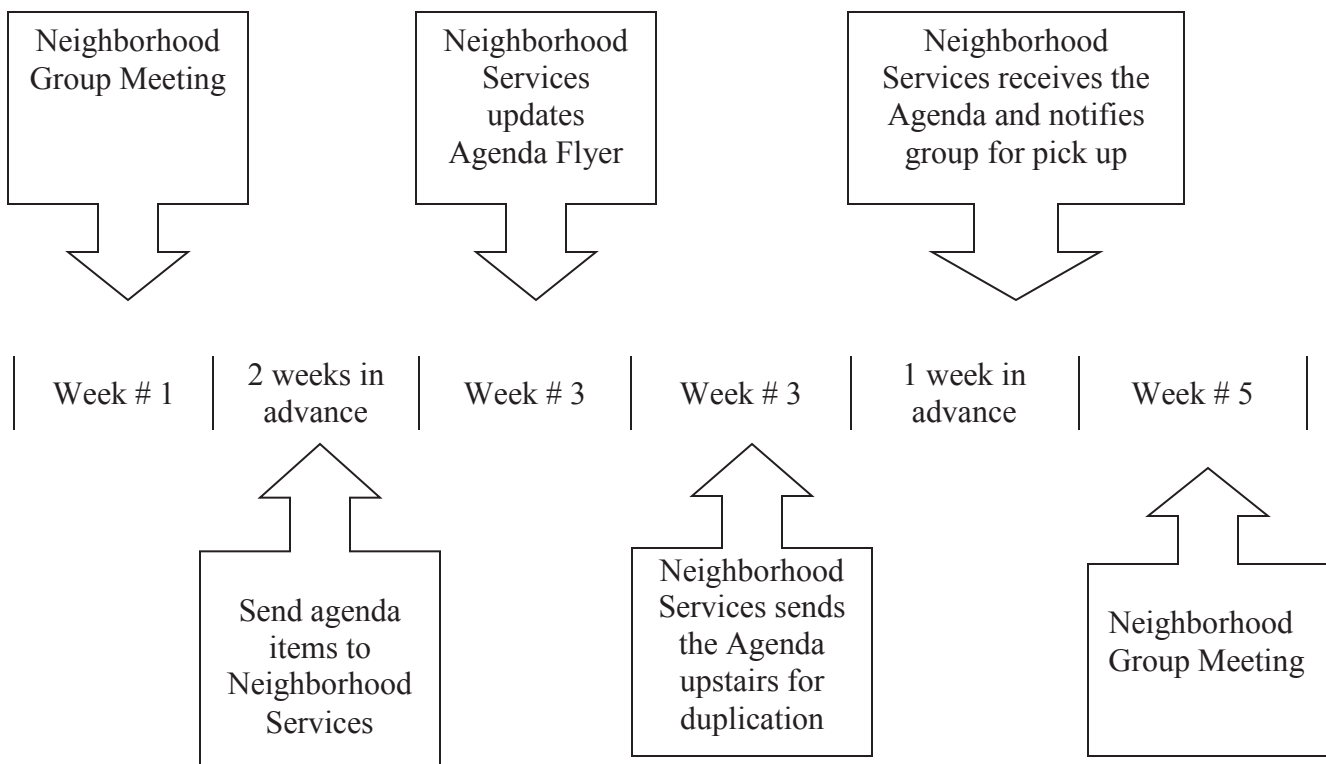 Neighborhood
Group Meeting
Neighborhood
Services
updates
Agenda Flyer
Neighborhood
Services receives the
Agenda and notifies
group for pick up
Week # 1
2 weeks in
advance
Week # 3
Week # 3
1 week in
advance
Week # 5
Send agenda
items to
Neighborhood
Services
Neighborhood
Services sends
the Agenda
upstairs for
duplication
Neighborhood
Group Meeting